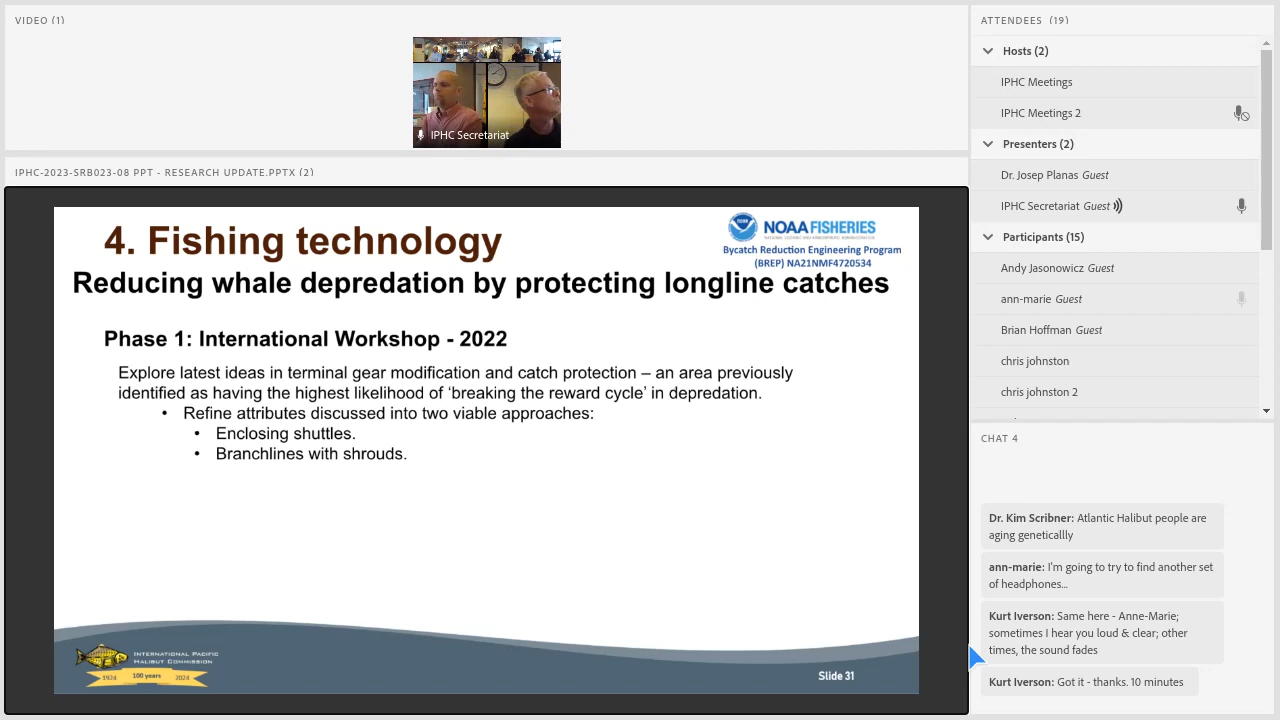 VIDEO (1)
IPHC Secretariat
IPHC-2023-SRB023-08 PPT - RESEARCH UPDATE.PPTX (2)
4. Fishing technology
NOAA FISHERIES
Bycatch Reduction Engineering Program
(BREP) NA21NMF4720534
Reducing whale depredation by protecting longline catches
Phase 1: International Workshop - 2022
Explore latest ideas in terminal gear modification and catch protection – an area previously
identified as having the highest likelihood of ‘breaking the reward cycle’ in depredation.
• Refine attributes discussed into two viable approaches:
• Enclosing shuttles.
• Branchlines with shrouds.
INTERNATIONAL PACIFIC
HALIBUT COMMISSION
1924 100 years 2024
Slide 31
ATTENDEES (19)
Hosts (2)
IPHC Meetings
IPHC Meetings 2
Presenters (2)
Dr. Josep Planas Guest
IPHC Secretariat Guest
Participants (15)
Andy Jasonowicz Guest
ann-marie Guest
Brian Hoffman Guest
chris johnston
chris johnston 2
CHAT 4
Dr. Kim Scribner: Atlantic Halibut people are
aging geneticallly
ann-marie: I'm going to try to find another set
of headphones...
Kurt Iverson: Same here - Anne-Marie;
sometimes I hear you loud & clear; other
times, the audio fades
Kurt Iverson: Got it - thanks. 10 minutes